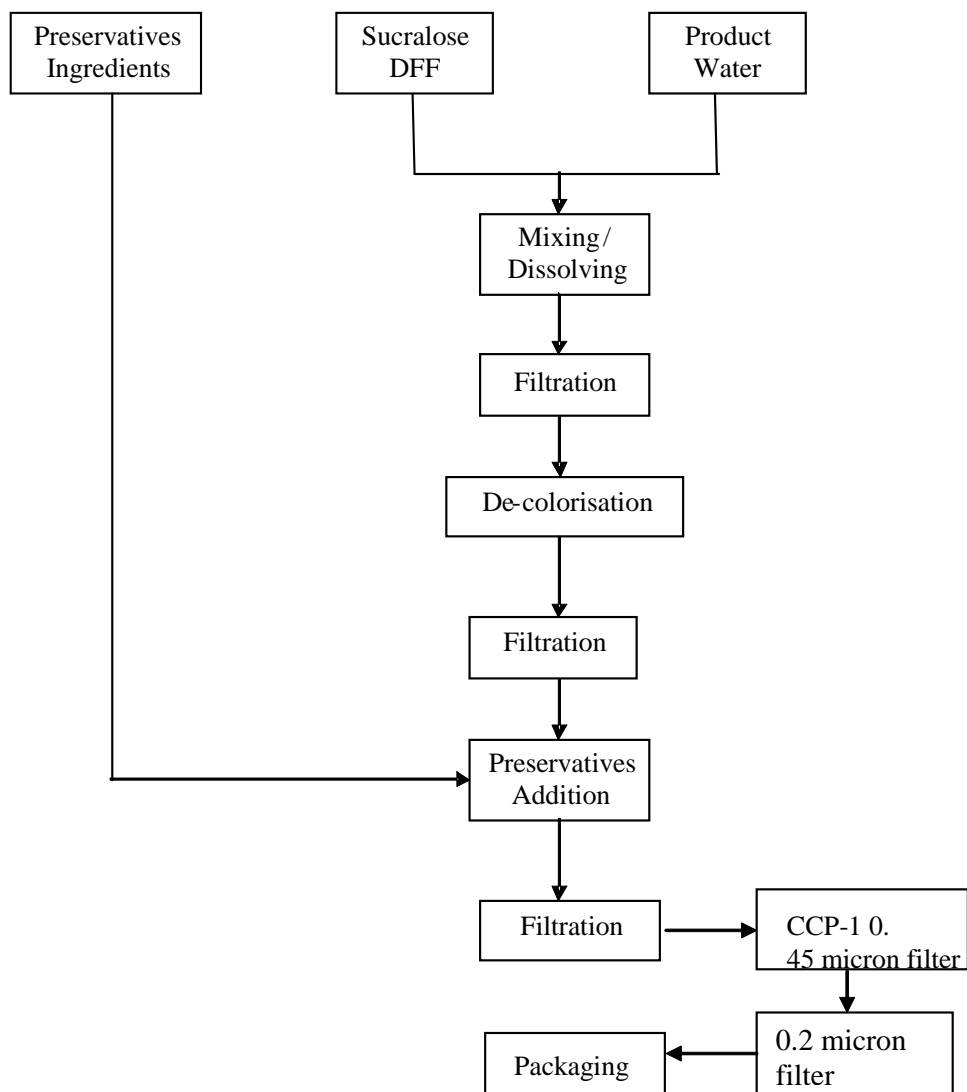 Preservatives
Ingredients
Sucralose
DFF
Product
Water
Mixing/
Dissolving
Filtration
De-colorisation
Filtration
Preservatives
Addition
Filtration
CCP-1 0.
45 micron filter
0.2 micron
filter
Packaging